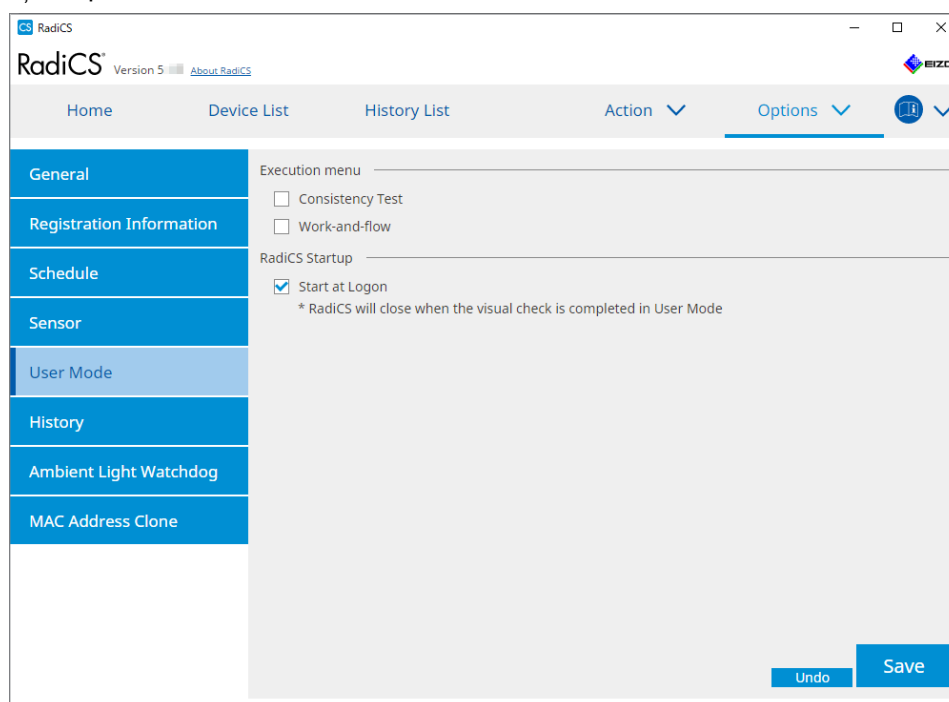 CS RadiCS
RadiCS® Version 5 About RadiCS
EIZO
Home Device List History List Action Options
General
Registration Information
Schedule
Sensor
User Mode
History
Ambient Light Watchdog
MAC Address Clone
Execution menu
Consistency Test
Work-and-flow
RadiCS Startup
Start at Logon
* RadiCS will close when the visual check is completed in User Mode
Undo Save